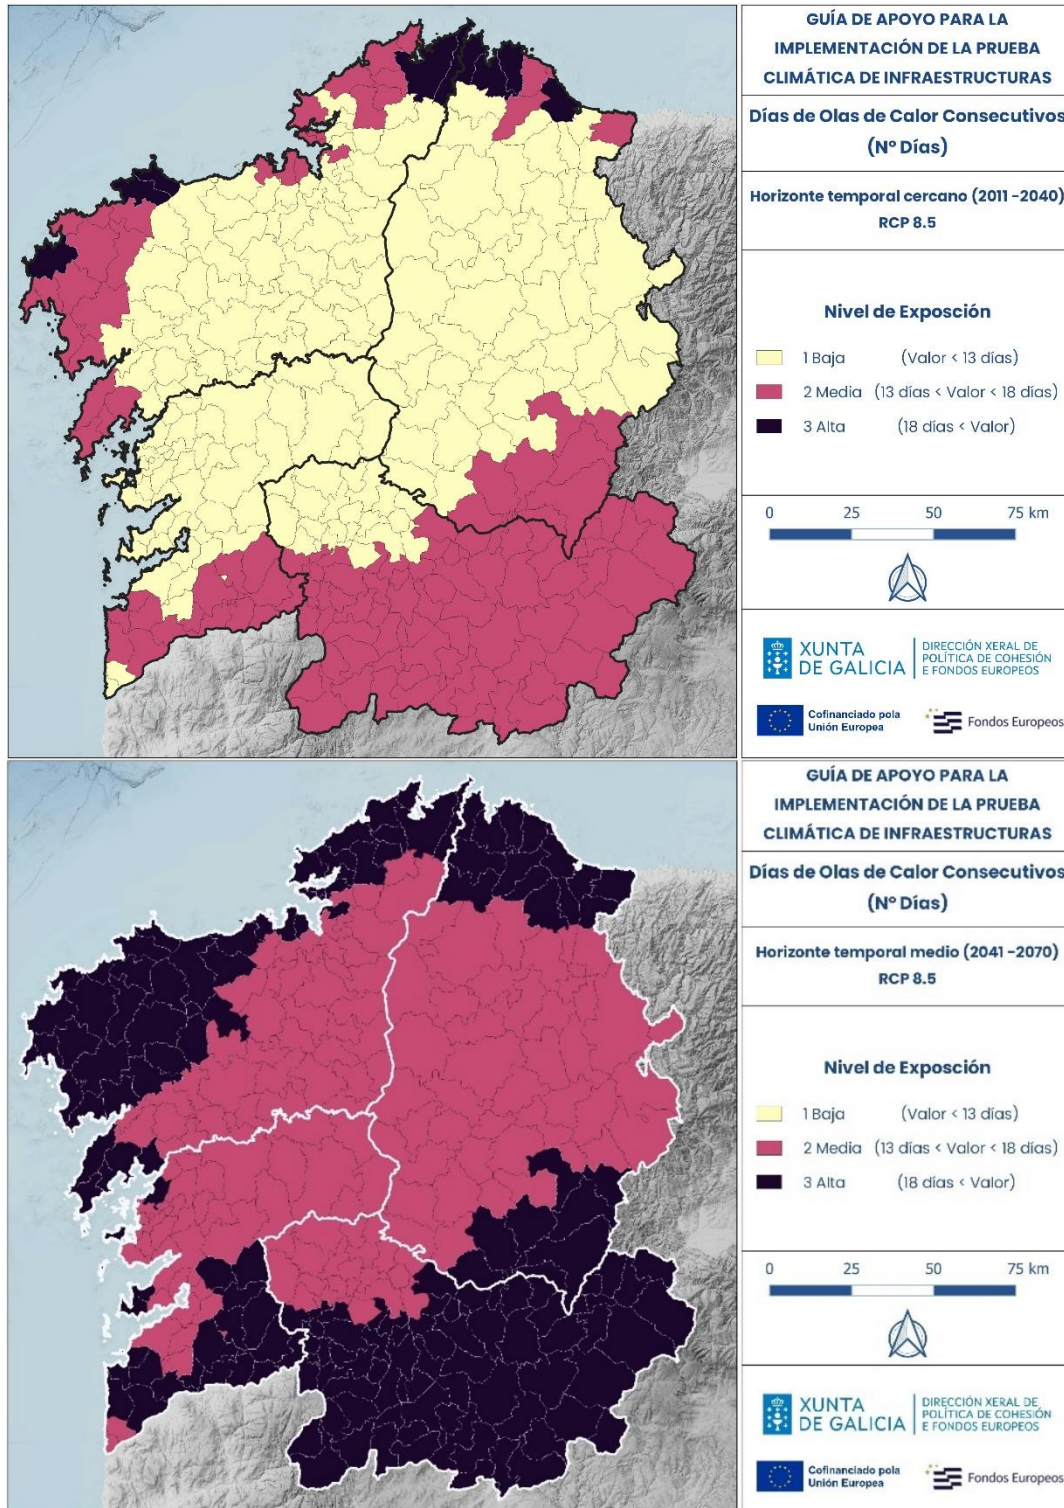 GUÍA DE APOYO PARA LA
IMPLEMENTACIÓN DE LA PRUEBA
CLIMÁTICA DE INFRAESTRUCTURAS
Días de Olas de Calor Consecutivos
(Nº Días)
Horizonte temporal cercano (2011 -2040)
RCP 8.5
Nivel de Exposción
1 Baja (Valor < 13 días)
2 Media (13 días < Valor < 18 días)
3 Alta (18 días < Valor)
0 25 50 75 km
XUNTA
DE GALICIA
DIRECCIÓN XERAL DE
POLÍTICA DE COHESIÓN
E FONDOS EUROPEOS
Cofinanciado pola
Unión Europea
Fondos Europeos
GUÍA DE APOYO PARA LA
IMPLEMENTACIÓN DE LA PRUEBA
CLIMÁTICA DE INFRAESTRUCTURAS
Días de Olas de Calor Consecutivos
(Nº Días)
Horizonte temporal medio (2041 -2070)
RCP 8.5
Nivel de Exposción
1 Baja (Valor < 13 días)
2 Media (13 días < Valor < 18 días)
3 Alta (18 días < Valor)
0 25 50 75 km
XUNTA
DE GALICIA
DIRECCIÓN XERAL DE
POLÍTICA DE COHESIÓN
E FONDOS EUROPEOS
Cofinanciado pola
Unión Europea
Fondos Europeos